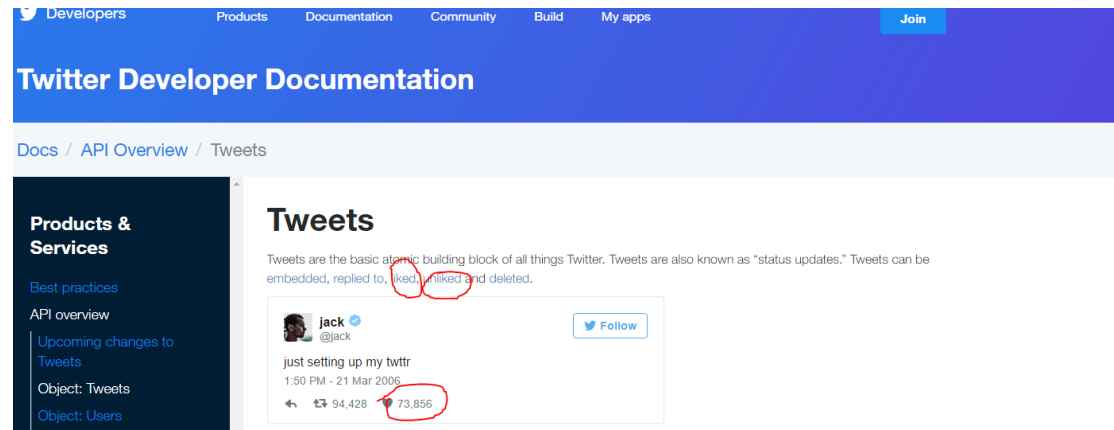 Developers Products Documentation Community Build My apps Join
Twitter Developer Documentation
Docs / API Overview / Tweets
Products &
Services
Best practices
API overview
Upcoming changes to
Tweets
Object: Tweets
Object: Users
Tweets
Tweets are the basic atomic building block of all things Twitter. Tweets are also known as “status updates.” Tweets can be
embedded, replied to, liked, unliked and deleted.
jack
@jack
Follow
just setting up my twttr
1:50 PM - 21 Mar 2006
94,428 73,856